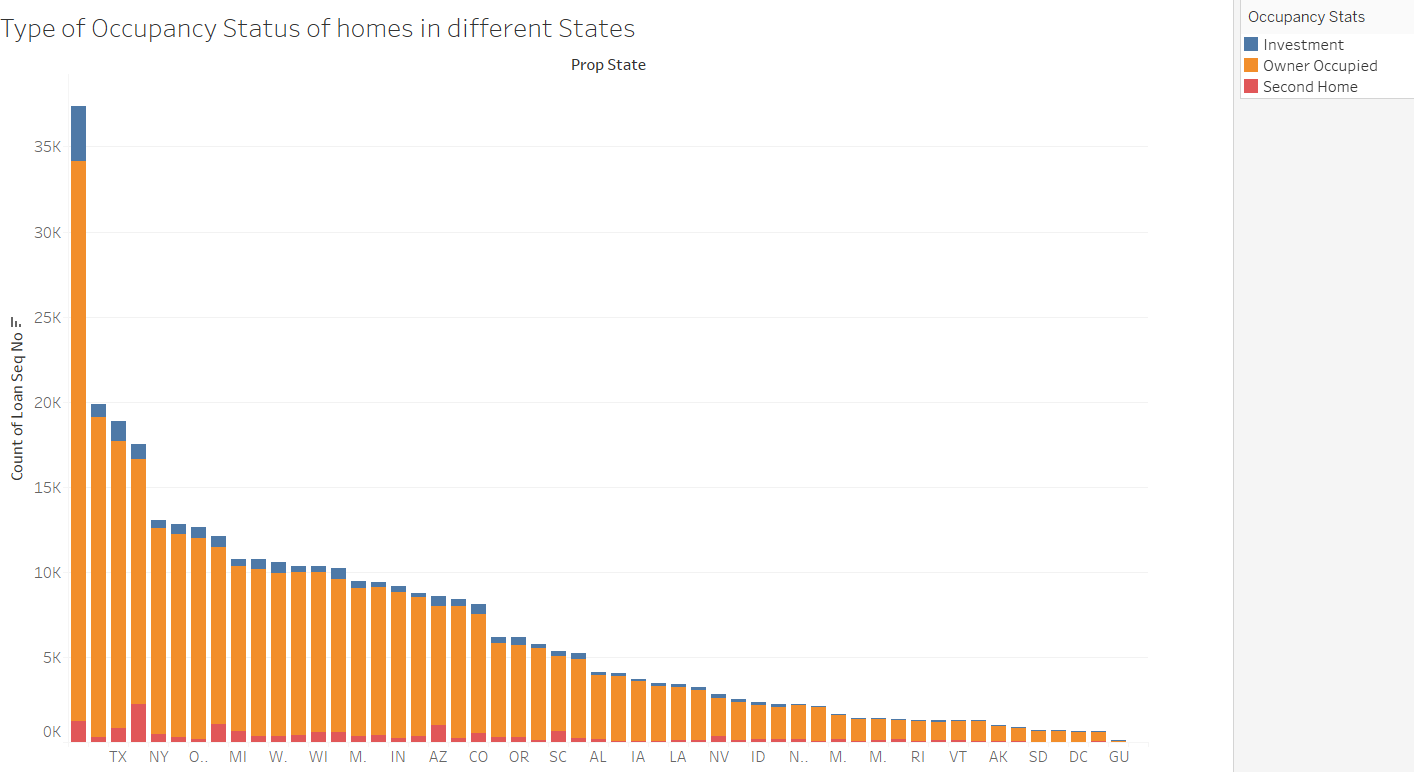 Type of Occupancy Status of homes in different States
Prop State
Count of Loan Seq No
35K
30K
25K
20K
15K
10K
5K
0K
TX NY O.. MI W. WI M. IN AZ CO OR SC AL IA LA NV ID N.. M. M. RI VT AK SD DC GU
Occupancy Stats
Investment
Owner Occupied
Second Home